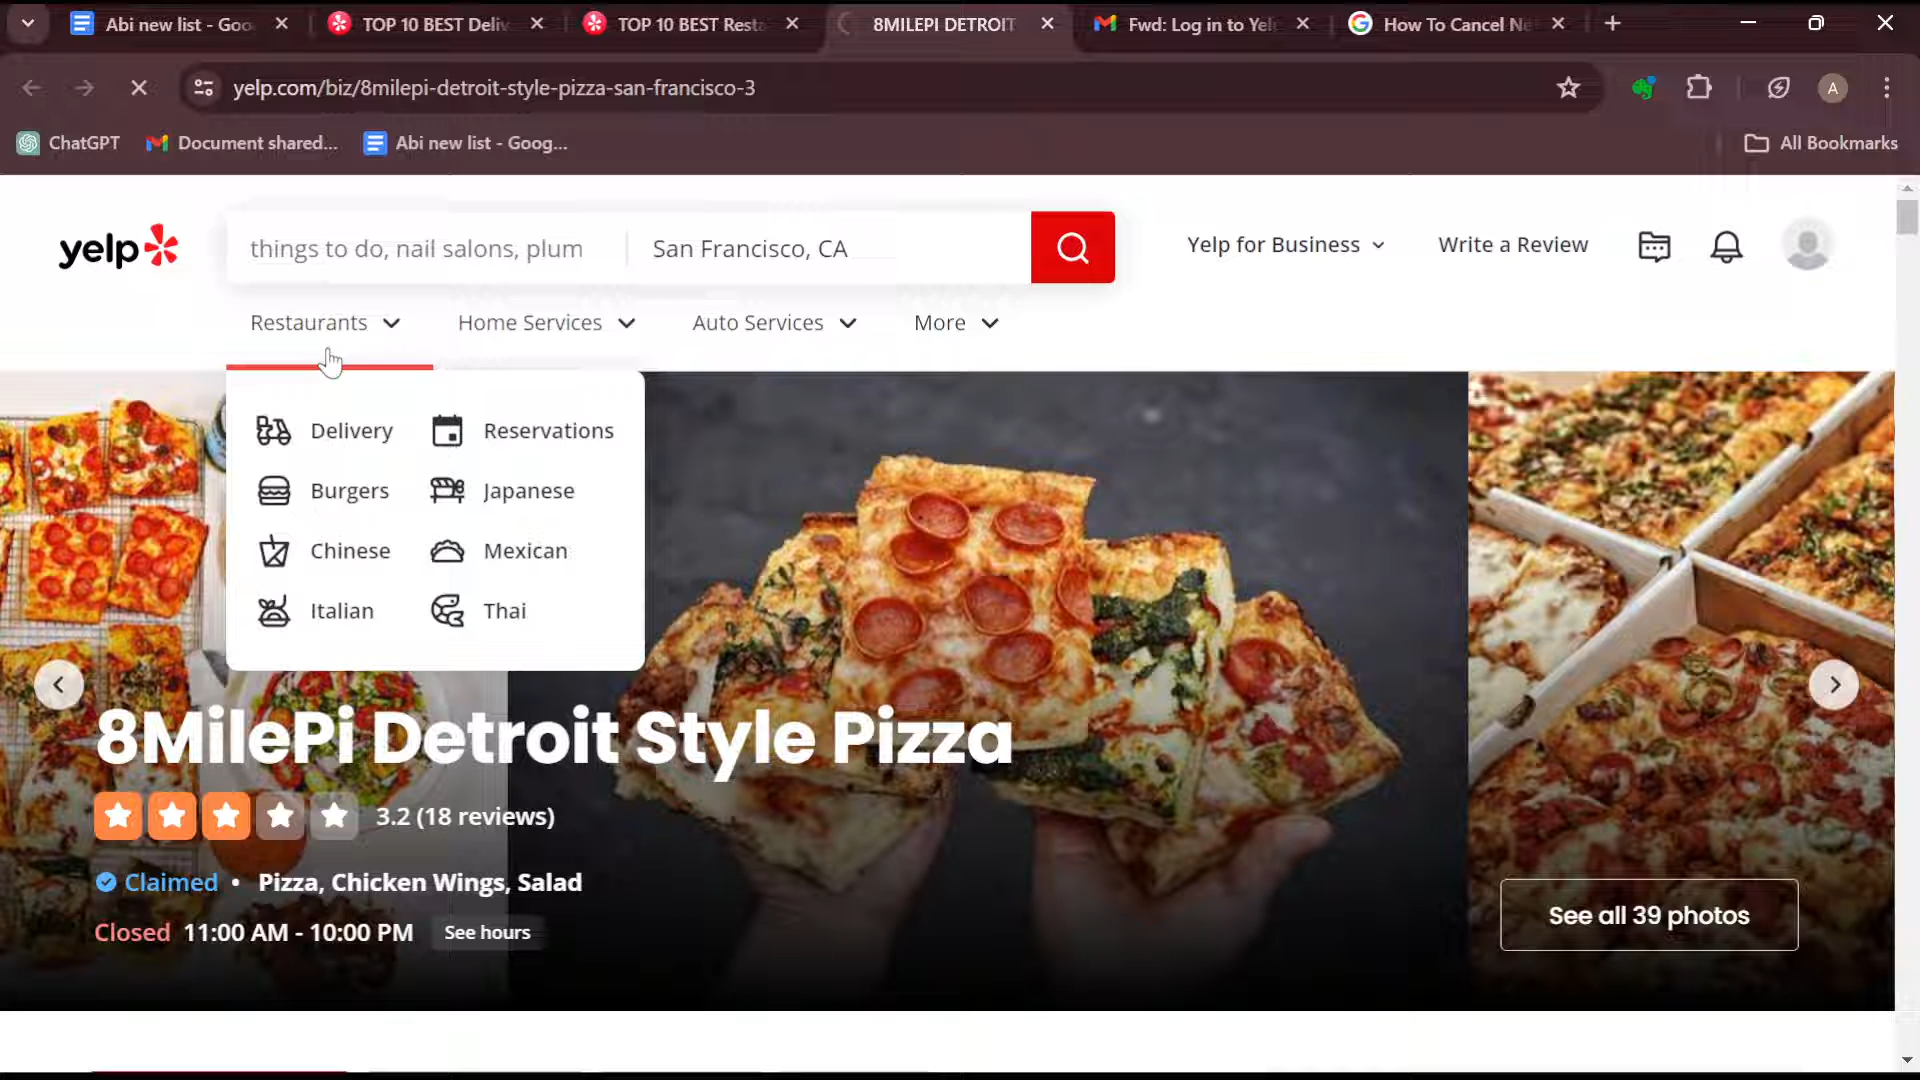 Abi new list - Goo
TOP 10 BEST Deliv
TOP 10 BEST Resta
8MILEPI DETROIT
Fwd: Log in to Yelp
How To Cancel Ne
yelp.com/biz/8milepi-detroit-style-pizza-san-francisco-3
A
ChatGPT
Document shared...
Abi new list - Goog...
All Bookmarks
yelp
things to do, nail salons, plum
San Francisco, CA
Yelp for Business
Write a Review
Restaurants
Home Services
Auto Services
More
Delivery
Reservations
Burgers
Japanese
Chinese
Mexican
Italian
Thai
8MilePi Detroit Style Pizza
3.2 (18 reviews)
Claimed • Pizza, Chicken Wings, Salad
Closed 11:00 AM - 10:00 PM
See hours
See all 39 photos